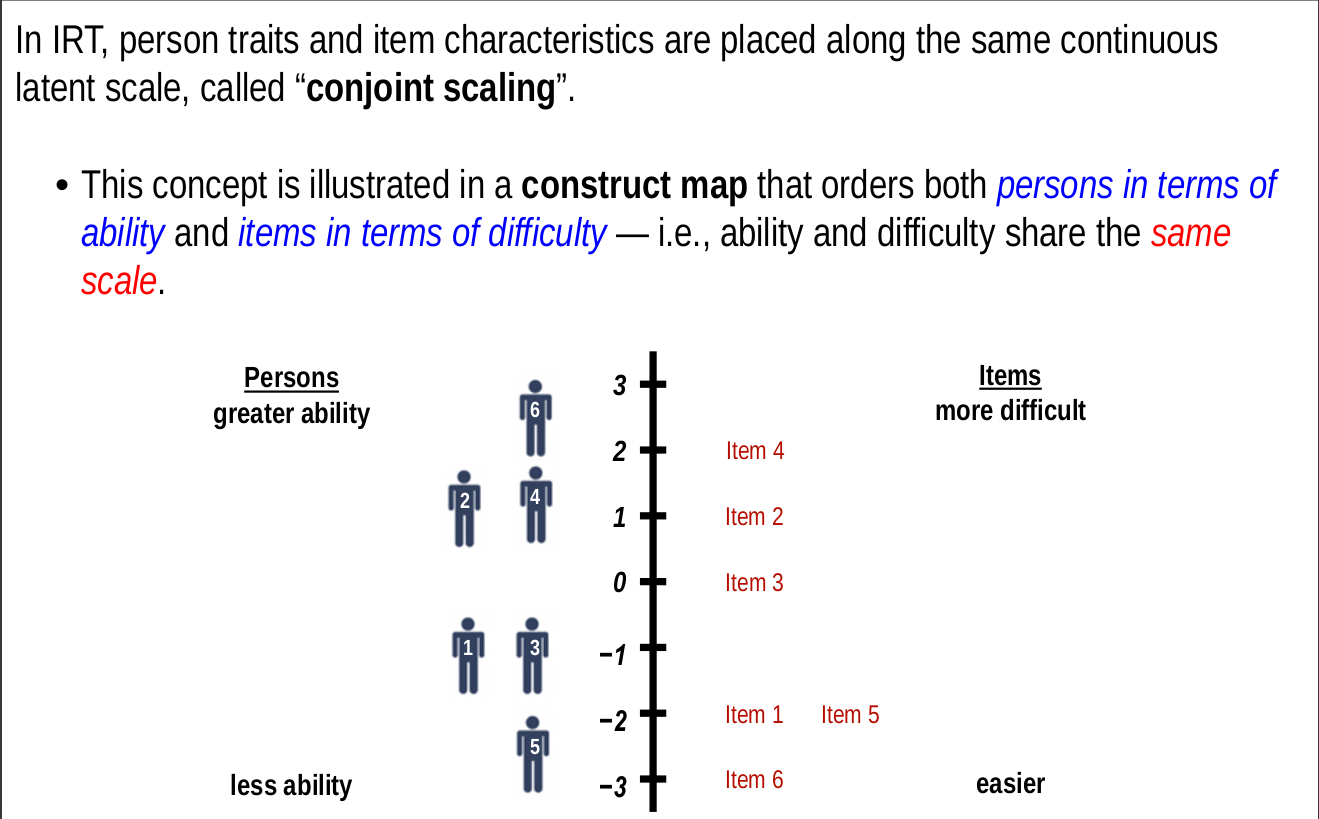 In IRT, person traits and item characteristics are placed along the same continuous
latent scale, called “conjoint scaling”.
• This concept is illustrated in a construct map that orders both persons in terms of
ability and items in terms of difficulty — i.e., ability and difficulty share the same
scale.
Persons
greater ability
Items
more difficult
6
3
2
Item 4
2
4
1
Item 2
0
Item 3
1
3
−1
−2
Item 1
Item 5
5
−3
Item 6
less ability
easier